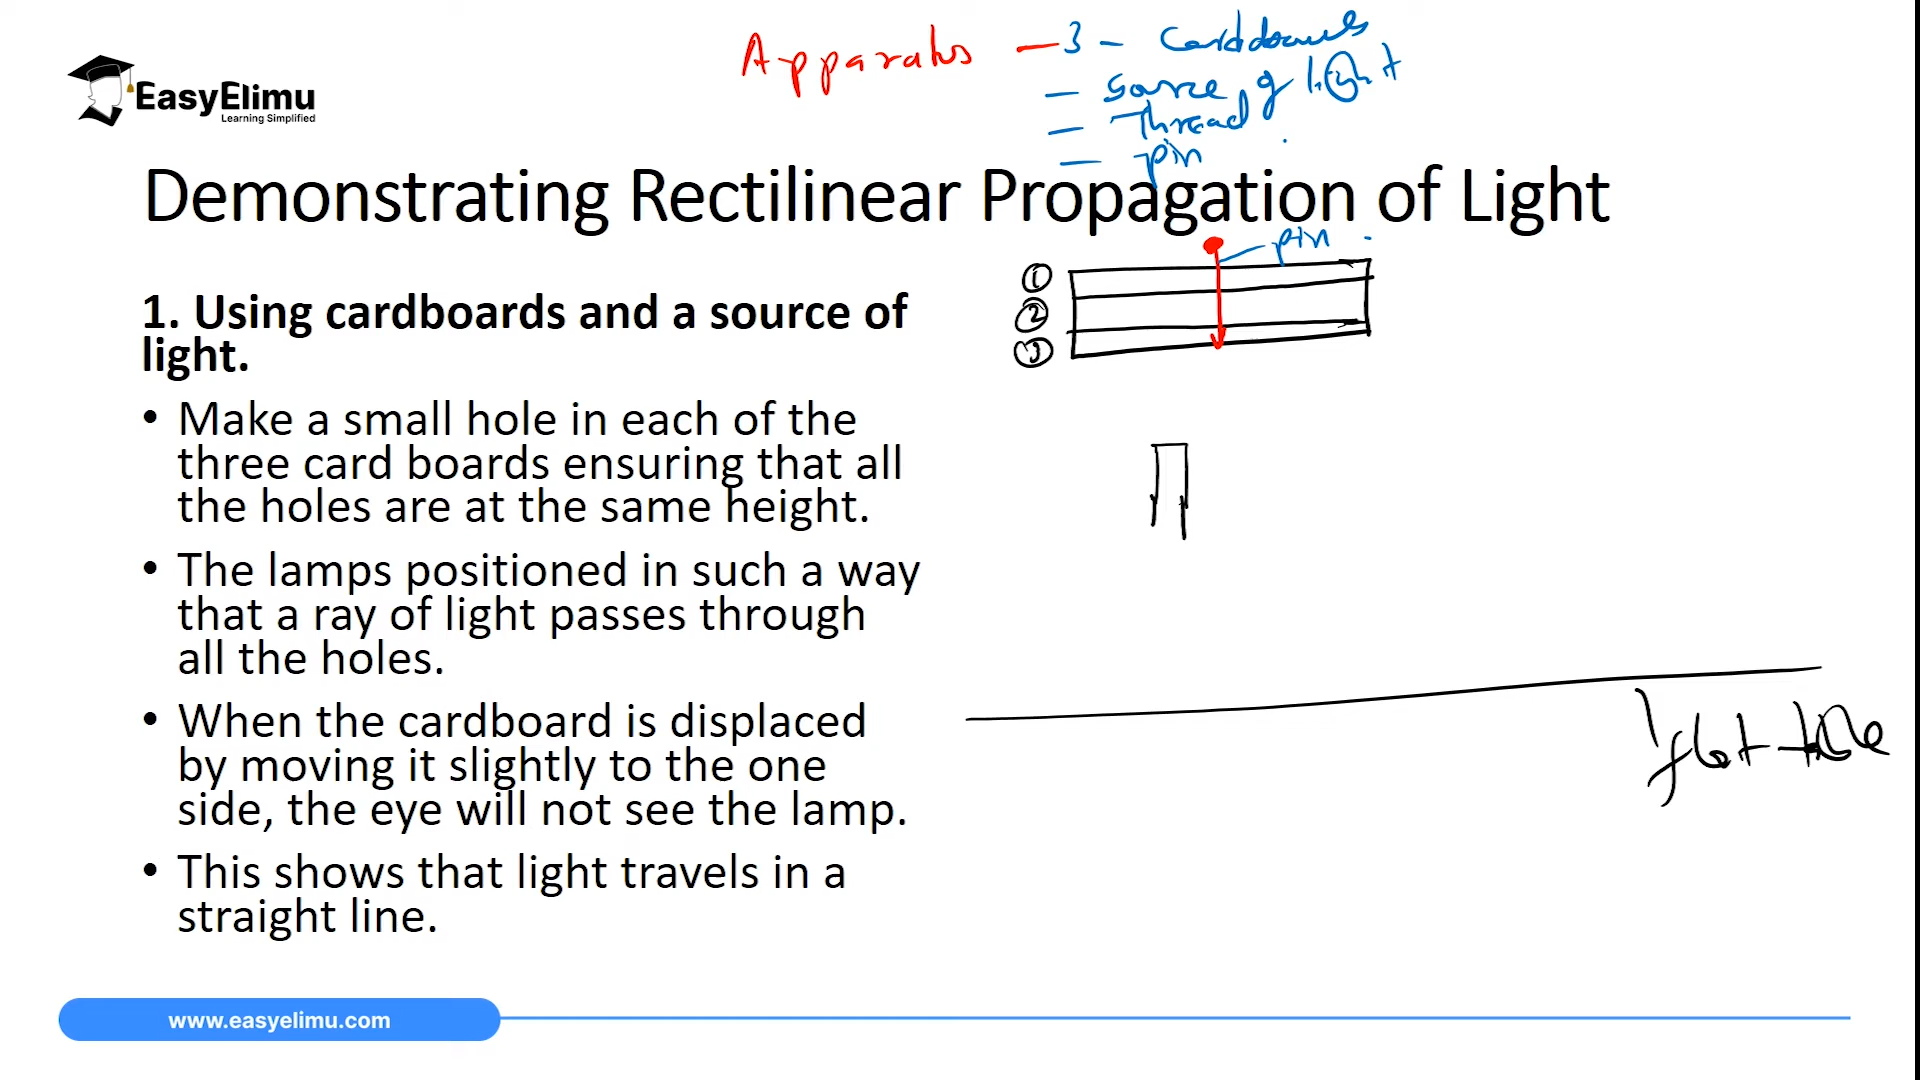 Apparatus — 3 - Cardboards
- Source of light
- Thread
- pin
EasyElimu
Learning Simplified
Demonstrating Rectilinear Propagation of Light
pin
1
2
3
1. Using cardboards and a source of
light.
• Make a small hole in each of the
three card boards ensuring that all
the holes are at the same height.
• The lamps positioned in such a way
that a ray of light passes through
all the holes.
• When the cardboard is displaced
by moving it slightly to the one
side, the eye will not see the lamp.
• This shows that light travels in a
straight line.
flat
www.easyelimu.com